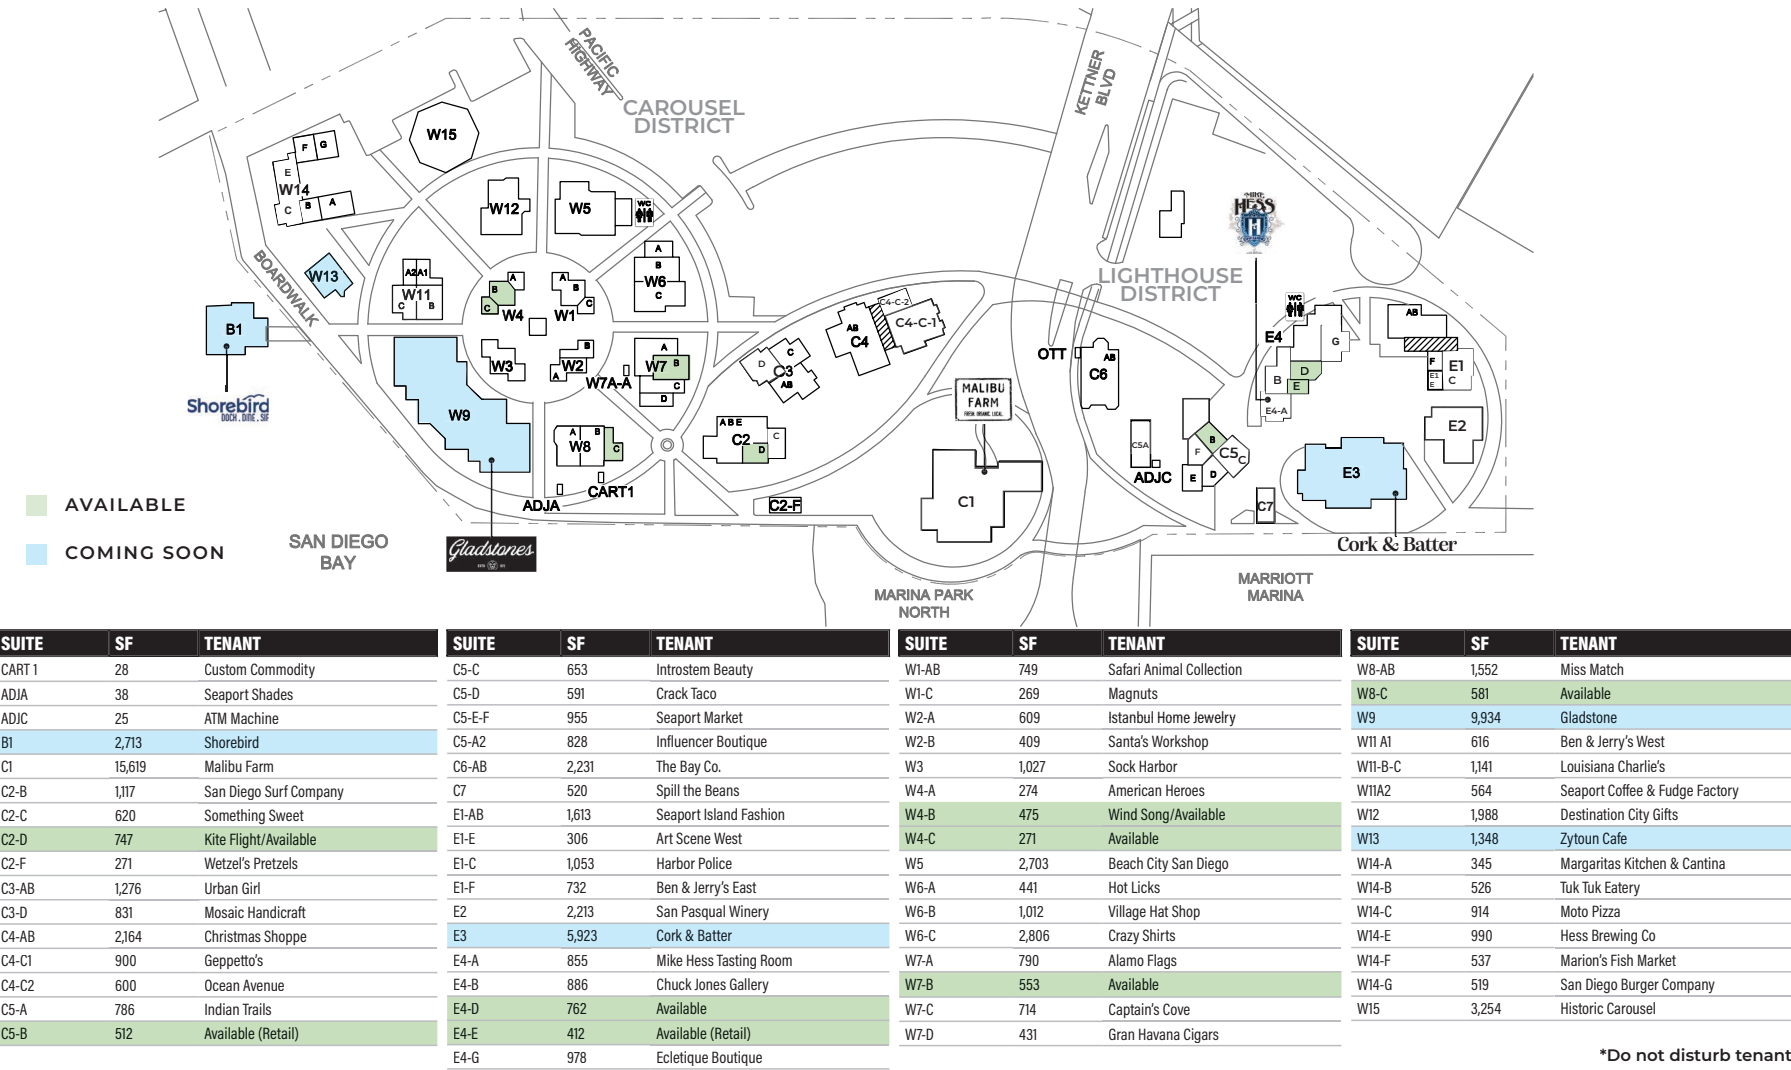 PACIFIC
HIGHWAY
CAROUSEL
DISTRICT
KETTNER
BLVD
W15
F G
E
W14
C B A
W12
W5
WC
BOARDWALK
W13
A2 A1
W11
C B
A
B
C
W4
A
B
C
W1
A
B
W6
C
B1
Shorebird
DOCK . DINE . SIP
W3
B
W2
A
W7A-A
A
W7 B
C
D
W9
A B
W8
C
CART1
ADJA
Gladstones
D C
C3
AB
AB
C4
C4-C-2
C4-C-1
A B E
C2 C
D
C2-F
MALIBU
FARM
FRESH. ORGANIC. LOCAL.
C1
OTT
AB
C6
C5A
ADJC
B
F C5 C
E D
C7
MIKE
HESS
H
LIGHTHOUSE
DISTRICT
WC
E4
G
D
B E
E4-A
AB
F E1
E1 C
E
E2
E3
Cork & Batter
AVAILABLE
COMING SOON
SAN DIEGO
BAY
MARINA PARK
NORTH
MARRIOTT
MARINA
SUITE SF TENANT
CART 1 28 Custom Commodity
ADJA 38 Seaport Shades
ADJC 25 ATM Machine
B1 2,713 Shorebird
C1 15,619 Malibu Farm
C2-B 1,117 San Diego Surf Company
C2-C 620 Something Sweet
C2-D 747 Kite Flight/Available
C2-F 271 Wetzel's Pretzels
C3-AB 1,276 Urban Girl
C3-D 831 Mosaic Handicraft
C4-AB 2,164 Christmas Shoppe
C4-C1 900 Geppetto's
C4-C2 600 Ocean Avenue
C5-A 786 Indian Trails
C5-B 512 Available (Retail)
SUITE SF TENANT
C5-C 653 Introstem Beauty
C5-D 591 Crack Taco
C5-E-F 955 Seaport Market
C5-A2 828 Influencer Boutique
C6-AB 2,231 The Bay Co.
C7 520 Spill the Beans
E1-AB 1,613 Seaport Island Fashion
E1-E 306 Art Scene West
E1-C 1,053 Harbor Police
E1-F 732 Ben & Jerry's East
E2 2,213 San Pasqual Winery
E3 5,923 Cork & Batter
E4-A 855 Mike Hess Tasting Room
E4-B 886 Chuck Jones Gallery
E4-D 762 Available
E4-E 412 Available (Retail)
E4-G 978 Ecletique Boutique
SUITE SF TENANT
W1-AB 749 Safari Animal Collection
W1-C 269 Magnuts
W2-A 609 Istanbul Home Jewelry
W2-B 409 Santa's Workshop
W3 1,027 Sock Harbor
W4-A 274 American Heroes
W4-B 475 Wind Song/Available
W4-C 271 Available
W5 2,703 Beach City San Diego
W6-A 441 Hot Licks
W6-B 1,012 Village Hat Shop
W6-C 2,806 Crazy Shirts
W7-A 790 Alamo Flags
W7-B 553 Available
W7-C 714 Captain's Cove
W7-D 431 Gran Havana Cigars
SUITE SF TENANT
W8-AB 1,552 Miss Match
W8-C 581 Available
W9 9,934 Gladstone
W11 A1 616 Ben & Jerry's West
W11-B-C 1,141 Louisiana Charlie's
W11A2 564 Seaport Coffee & Fudge Factory
W12 1,988 Destination City Gifts
W13 1,348 Zytoun Cafe
W14-A 345 Margaritas Kitchen & Cantina
W14-B 526 Tuk Tuk Eatery
W14-C 914 Moto Pizza
W14-E 990 Hess Brewing Co
W14-F 537 Marion's Fish Market
W14-G 519 San Diego Burger Company
W15 3,254 Historic Carousel
*Do not disturb tenant